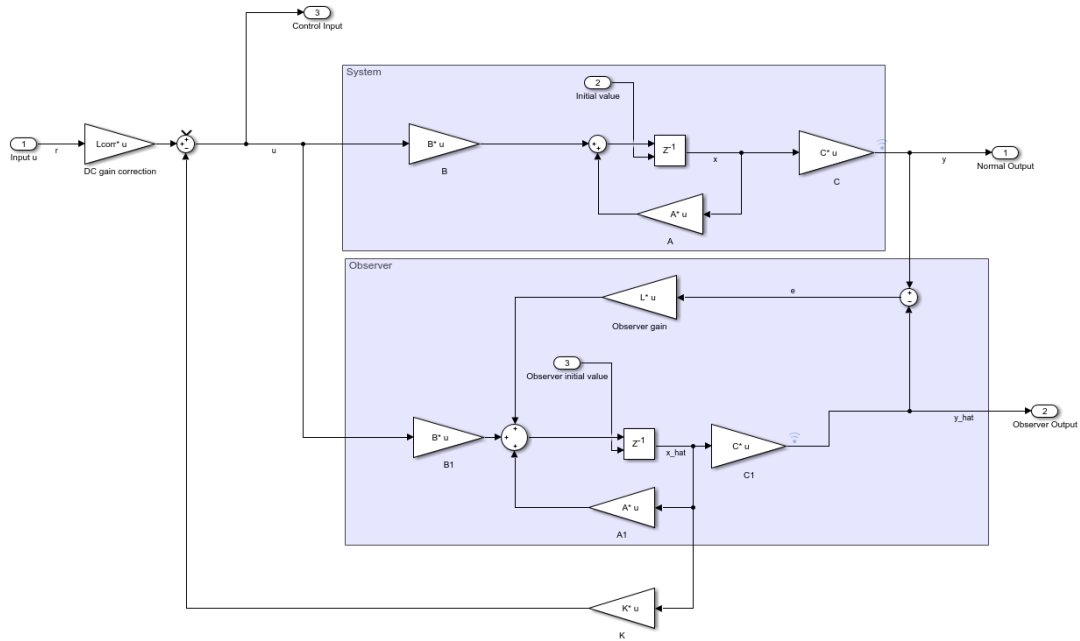 3
Control Input
System
2
Initial value
1
Input u
r
Lcorr* u
DC gain correction
+
−
u
B* u
B
+
+
Z-1
x
C* u
C
y
1
Normal Output
A* u
A
Observer
L* u
Observer gain
e
+
−
3
Observer initial value
B* u
B1
+
+
+
Z-1
x_hat
C* u
C1
y_hat
2
Observer Output
A* u
A1
K* u
K